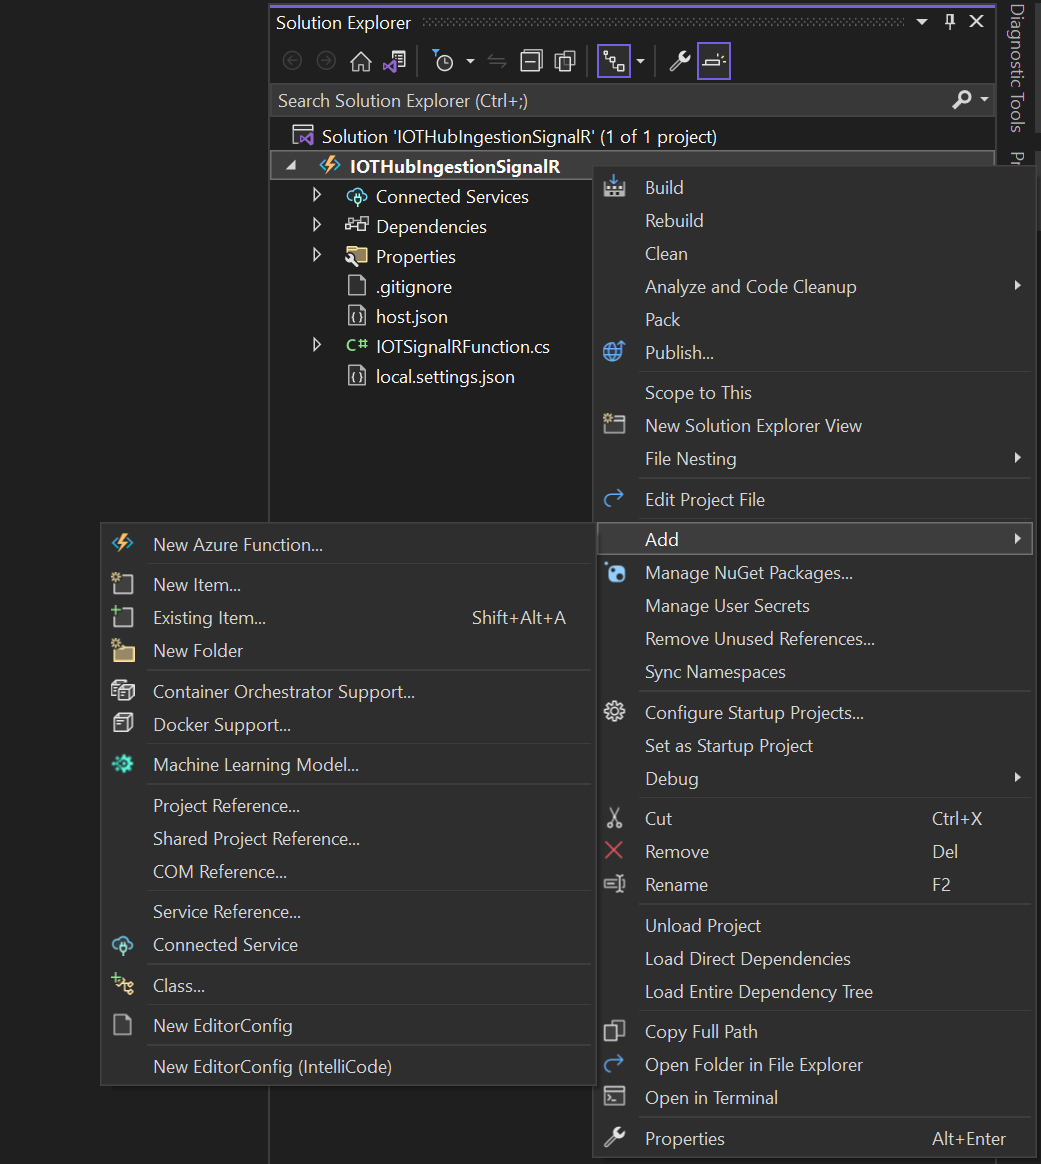 Solution Explorer
Search Solution Explorer (Ctrl+;)
Solution 'IOTHubIngestionSignalR' (1 of 1 project)
IOTHubIngestionSignalR
Connected Services
Dependencies
Properties
.gitignore
host.json
C# IOTSignalRFunction.cs
local.settings.json
Diagnostic Tools
Build
Rebuild
Clean
Analyze and Code Cleanup
Pack
Publish...
Scope to This
New Solution Explorer View
File Nesting
Edit Project File
Add
Manage NuGet Packages...
Manage User Secrets
Remove Unused References...
Sync Namespaces
Configure Startup Projects...
Set as Startup Project
Debug
Cut Ctrl+X
Remove Del
Rename F2
Unload Project
Load Direct Dependencies
Load Entire Dependency Tree
Copy Full Path
Open Folder in File Explorer
Open in Terminal
Properties Alt+Enter
New Azure Function...
New Item...
Existing Item... Shift+Alt+A
New Folder
Container Orchestrator Support...
Docker Support...
Machine Learning Model...
Project Reference...
Shared Project Reference...
COM Reference...
Service Reference...
Connected Service
Class...
New EditorConfig
New EditorConfig (IntelliCode)